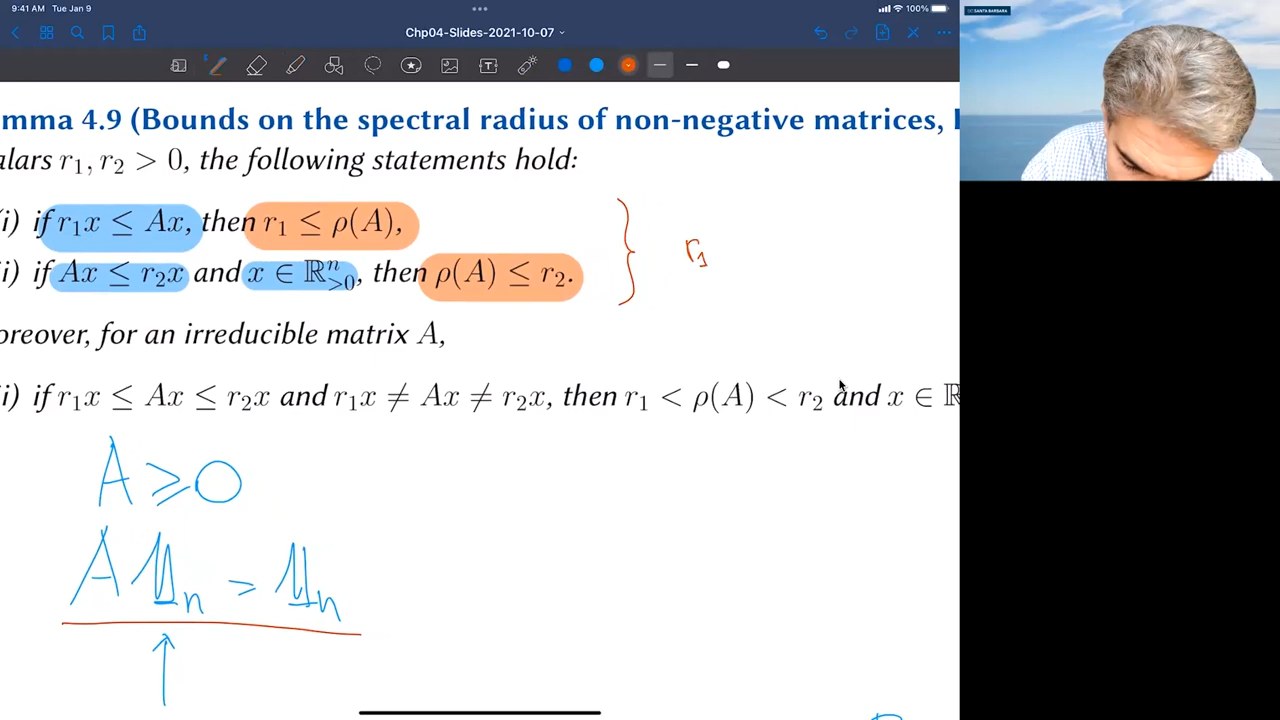 9:41 AM Tue Jan 9
100%
Chp04-Slides-2021-10-07
SANTA BARBARA
mma 4.9 (Bounds on the spectral radius of non-negative matrices,
alars r₁, r₂ > 0, the following statements hold:
i) if r₁x ≤ Ax, then r₁ ≤ ρ(A),
i) if Ax ≤ r₂x and x ∈ ℝⁿ>0, then ρ(A) ≤ r₂.
r₁
oreover, for an irreducible matrix A,
i) if r₁x ≤ Ax ≤ r₂x and r₁x ≠ Ax ≠ r₂x, then r₁ < ρ(A) < r₂ and x ∈ ℝ
A ≥ 0
A 𝟙n = 𝟙n